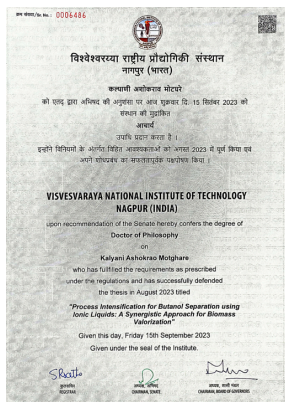 क्रम संख्या/Sr. No.: 0006486
विश्वेश्वरय्या राष्ट्रीय प्रौद्योगिकी संस्थान
नागपुर (भारत)
कल्याणी अशोकराव मोटघरे
को एतद् द्वारा अभिषद की अनुशंसा पर आज शुक्रवार दि. 15 सितंबर 2023 को
संस्थान की मुद्रांकित
आचार्य
उपाधि प्रदान करता है ।
इन्होंने विनियमों के अंतर्गत विहित आवश्यकताओं को अगस्त 2023 में पूर्ण किया एवं
अपने शोधप्रबंध का सफलतापूर्वक पक्षपोषण किया ।
VISVESVARAYA NATIONAL INSTITUTE OF TECHNOLOGY
NAGPUR (INDIA)
upon recommendation of the Senate hereby confers the degree of
Doctor of Philosophy
on
Kalyani Ashokrao Motghare
who has fullfilled the requirements as prescribed
under the regulations and has successfully defended
the thesis in August 2023 titled
"Process Intensification for Butanol Separation using
Ionic Liquids: A Synergistic Approach for Biomass
Valorization"
Given this day, Friday 15th September 2023
Given under the seal of the Institute.
कुलसचिव अध्यक्ष, अभिषद अध्यक्ष, शासी मंडल
REGISTRAR CHAIRMAN, SENATE CHAIRMAN, BOARD OF GOVERNORS